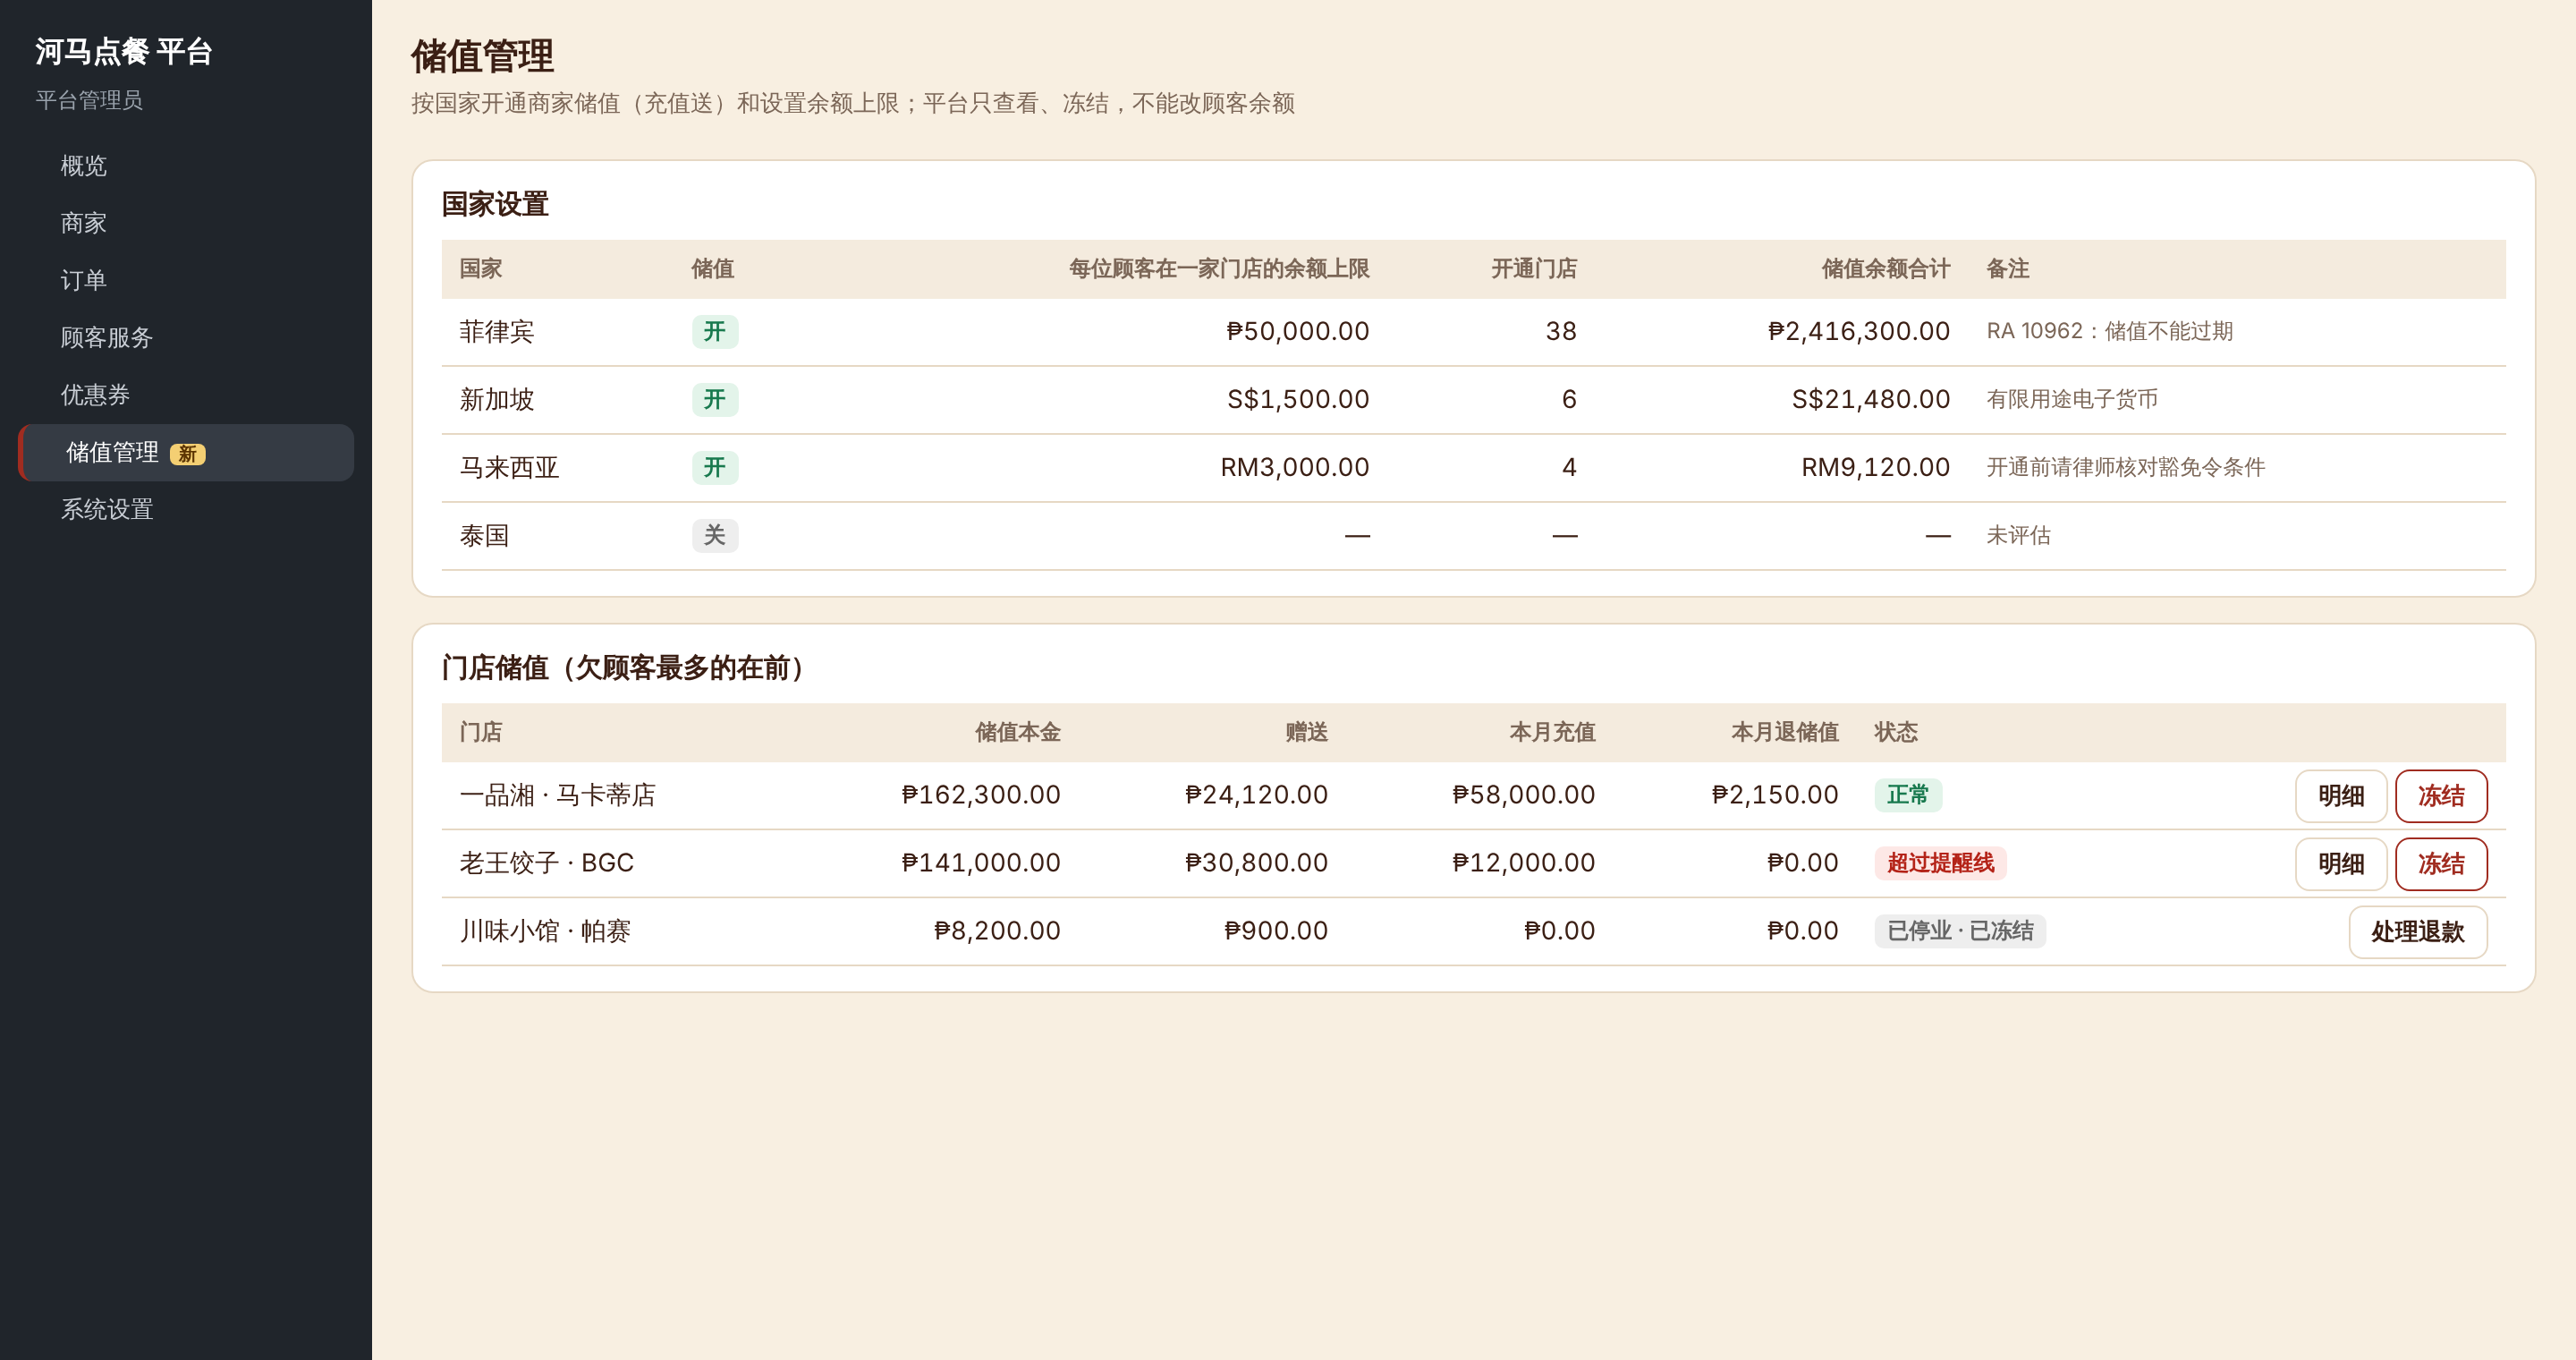 河马点餐 平台
平台管理员
概览
商家
订单
顾客服务
优惠券
储值管理 新
系统设置
储值管理
按国家开通商家储值（充值送）和设置余额上限；平台只查看、冻结，不能改顾客余额
国家设置
国家 储值 每位顾客在一家门店的余额上限 开通门店 储值余额合计 备注
菲律宾 开 ₱50,000.00 38 ₱2,416,300.00 RA 10962：储值不能过期
新加坡 开 S$1,500.00 6 S$21,480.00 有限用途电子货币
马来西亚 开 RM3,000.00 4 RM9,120.00 开通前请律师核对豁免令条件
泰国 关 — — — 未评估
门店储值（欠顾客最多的在前）
门店 储值本金 赠送 本月充值 本月退储值 状态
一品湘 · 马卡蒂店 ₱162,300.00 ₱24,120.00 ₱58,000.00 ₱2,150.00 正常 明细 冻结
老王饺子 · BGC ₱141,000.00 ₱30,800.00 ₱12,000.00 ₱0.00 超过提醒线 明细 冻结
川味小馆 · 帕赛 ₱8,200.00 ₱900.00 ₱0.00 ₱0.00 已停业 · 已冻结 处理退款